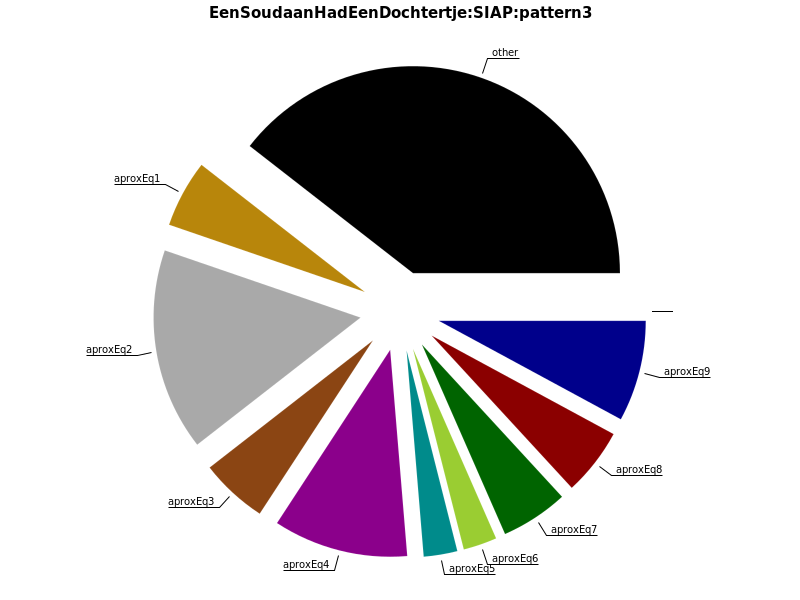 EenSoudaanHadEenDochtertje:SIAP:pattern3
other
aproxEq1
aproxEq2
aproxEq3
aproxEq4
aproxEq5
aproxEq6
aproxEq7
aproxEq8
aproxEq9